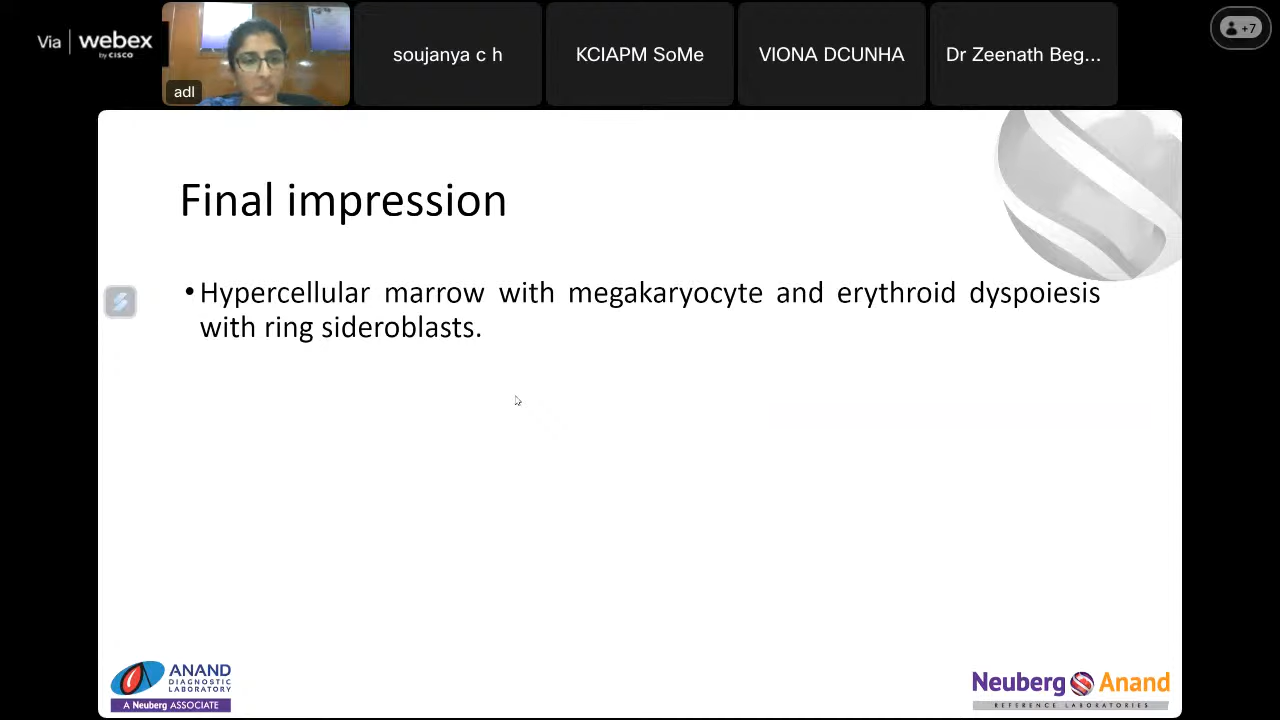 Via webex
by CISCO
adl
soujanya c h
KCIAPM SoMe
VIONA DCUNHA
Dr Zeenath Beg...
+7
Final impression
•Hypercellular marrow with megakaryocyte and erythroid dyspoiesis
with ring sideroblasts.
ANAND
DIAGNOSTIC
LABORATORY
A Neuberg ASSOCIATE
Neuberg Anand
REFERENCE LABORATORIES